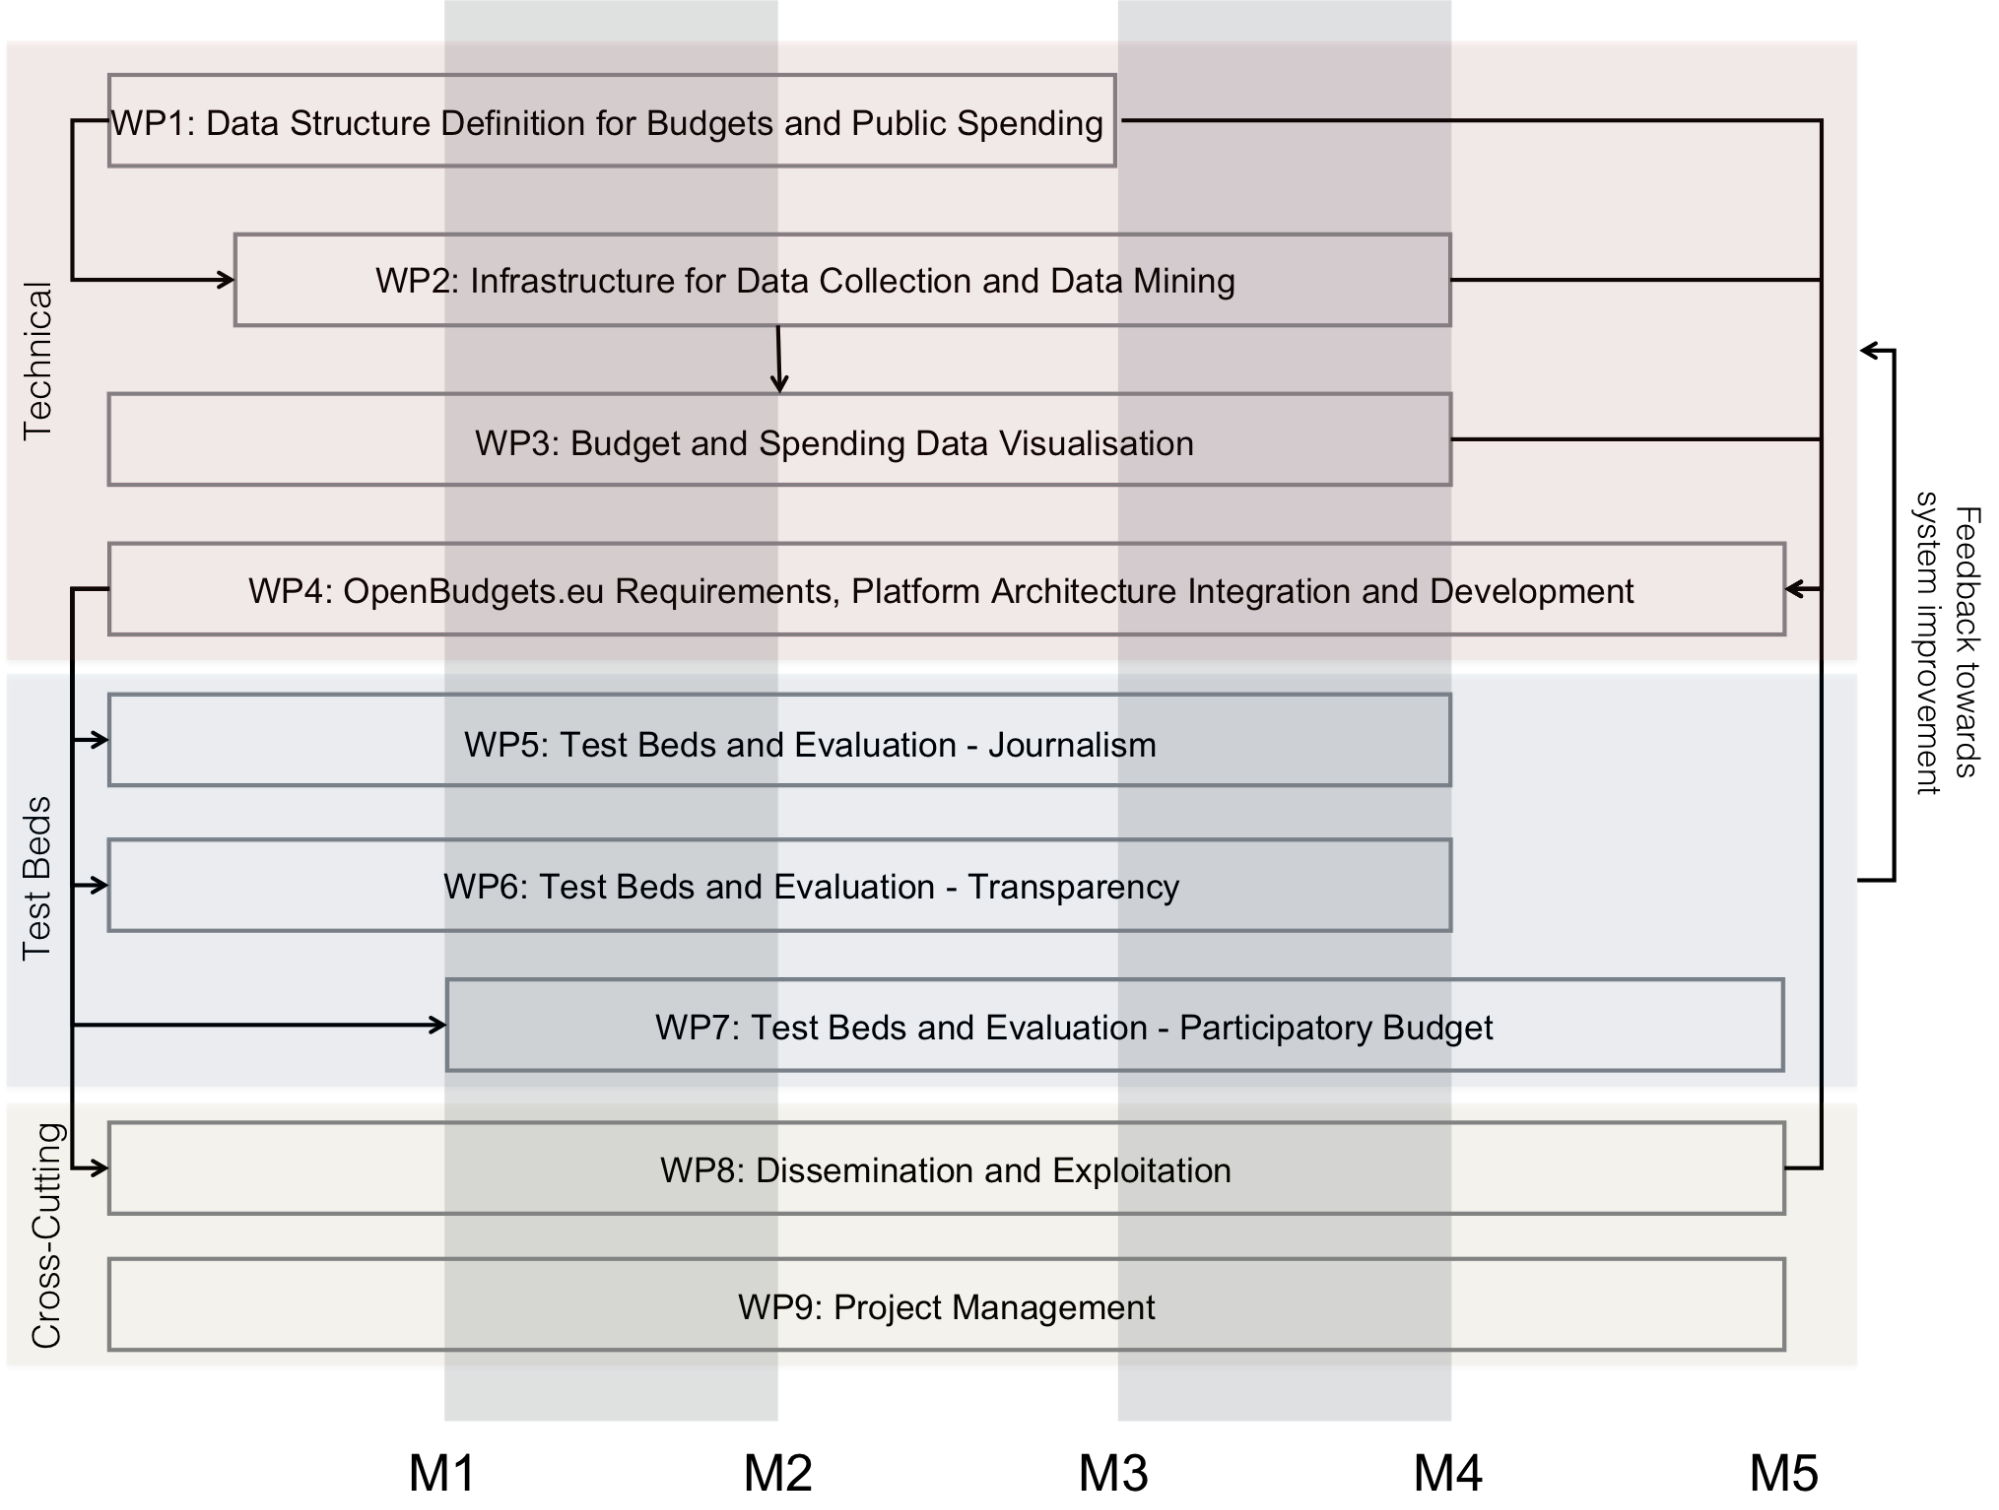 Technical
WP1: Data Structure Definition for Budgets and Public Spending
WP2: Infrastructure for Data Collection and Data Mining
WP3: Budget and Spending Data Visualisation
WP4: OpenBudgets.eu Requirements, Platform Architecture Integration and Development
Test Beds
WP5: Test Beds and Evaluation - Journalism
WP6: Test Beds and Evaluation - Transparency
WP7: Test Beds and Evaluation - Participatory Budget
Cross-Cutting
WP8: Dissemination and Exploitation
WP9: Project Management
Feedback towards
system improvement
M1 M2 M3 M4 M5